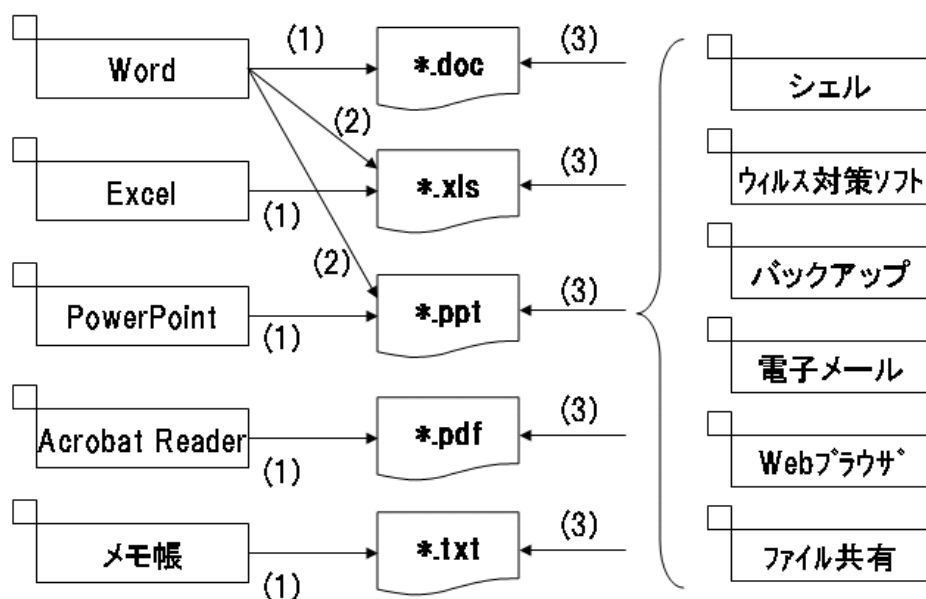 (1)
(3)
Word
*.doc
シェル
(2)
(3)
Excel
*.xls
ウィルス対策ソフト
(1)
(2)
(3)
バックアップ
PowerPoint
*.ppt
(1)
電子メール
(3)
Acrobat Reader
*.pdf
Webブラウザ
(1)
(3)
メモ帳
*.txt
ファイル共有
(1)